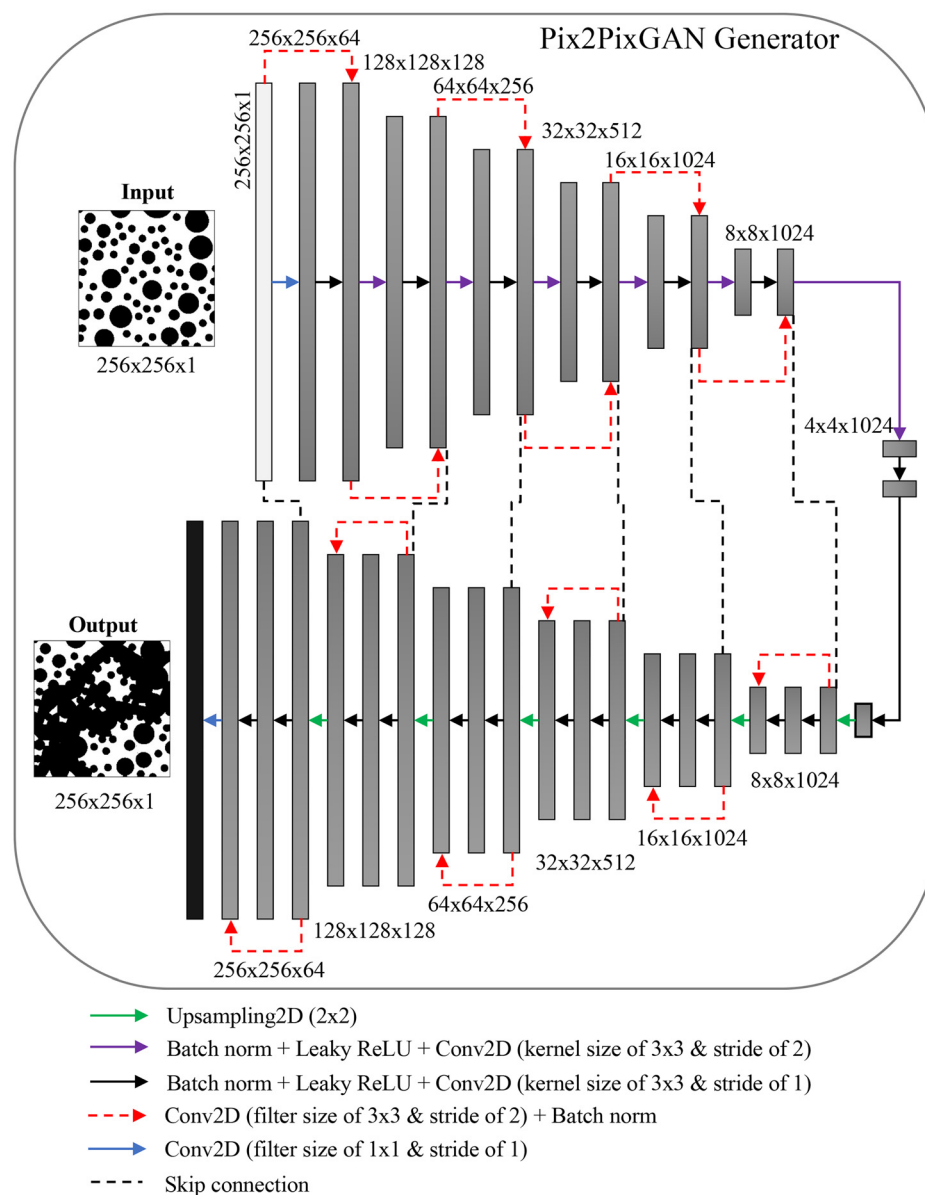 Pix2PixGAN Generator
256x256x64
128x128x128
64x64x256
32x32x512
16x16x1024
8x8x1024
256x256x1
Input
256x256x1
4x4x1024
Output
256x256x1
8x8x1024
16x16x1024
32x32x512
64x64x256
128x128x128
256x256x64
Upsampling2D (2x2)
Batch norm + Leaky ReLU + Conv2D (kernel size of 3x3 & stride of 2)
Batch norm + Leaky ReLU + Conv2D (kernel size of 3x3 & stride of 1)
Conv2D (filter size of 3x3 & stride of 2) + Batch norm
Conv2D (filter size of 1x1 & stride of 1)
Skip connection